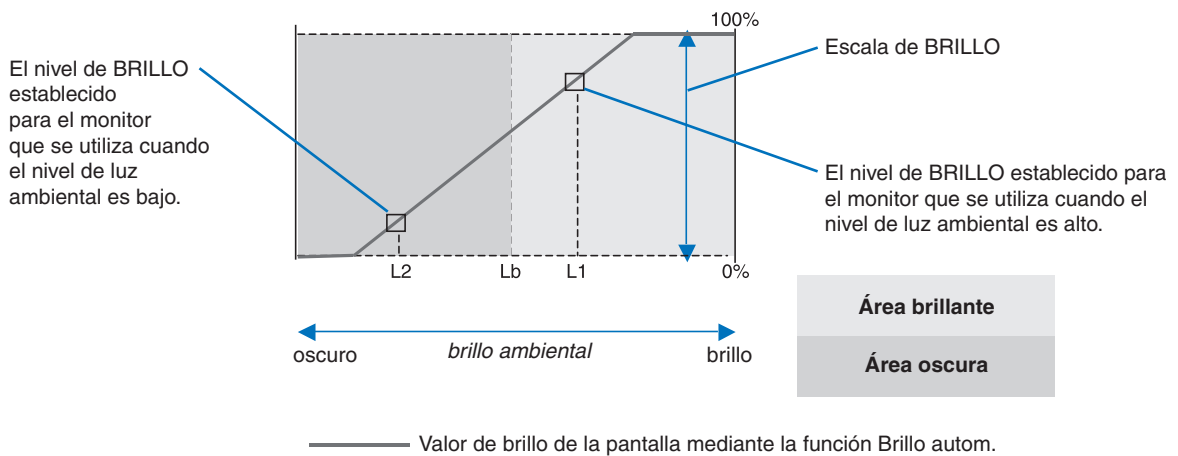 100%
Escala de BRILLO
El nivel de BRILLO
establecido
para el monitor
que se utiliza cuando
el nivel de luz
ambiental es bajo.
El nivel de BRILLO establecido para
el monitor que se utiliza cuando el
nivel de luz ambiental es alto.
L2
Lb
L1
0%
Área brillante
Área oscura
oscuro
brillo ambiental
brillo
Valor de brillo de la pantalla mediante la función Brillo autom.